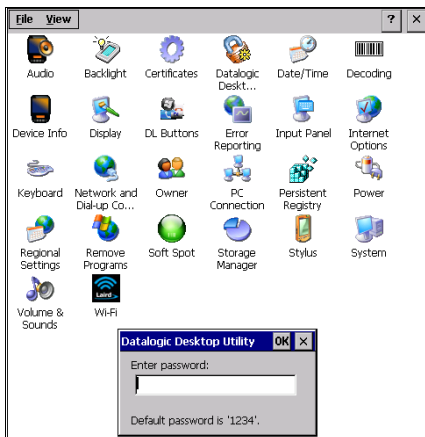 File View ? ×
Audio Backlight Certificates Datalogic Deskt... Date/Time Decoding
Device Info Display DL Buttons Error Reporting Input Panel Internet Options
Keyboard Network and Dial-up Co... Owner PC Connection Persistent Registry Power
Regional Settings Remove Programs Soft Spot Storage Manager Stylus System
Laird
Volume & Sounds Wi-Fi
Datalogic Desktop Utility OK ×
Enter password:
Default password is '1234'.